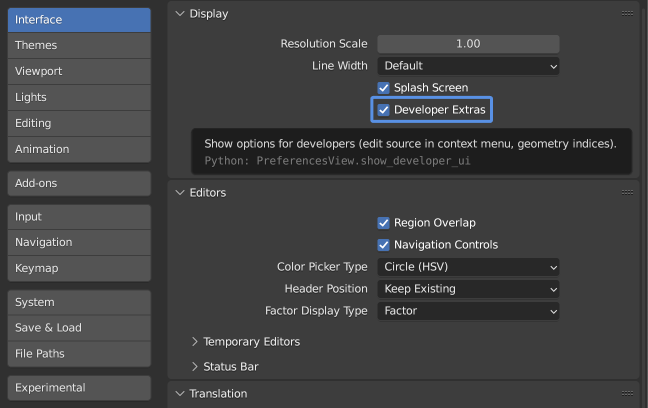 Interface
Themes
Viewport
Lights
Editing
Animation
Add-ons
Input
Navigation
Keymap
System
Save & Load
File Paths
Experimental
Display
Resolution Scale 1.00
Line Width Default
Splash Screen
Developer Extras
Show options for developers (edit source in context menu, geometry indices).
Python: PreferencesView.show_developer_ui
Editors
Region Overlap
Navigation Controls
Color Picker Type Circle (HSV)
Header Position Keep Existing
Factor Display Type Factor
Temporary Editors
Status Bar
Translation